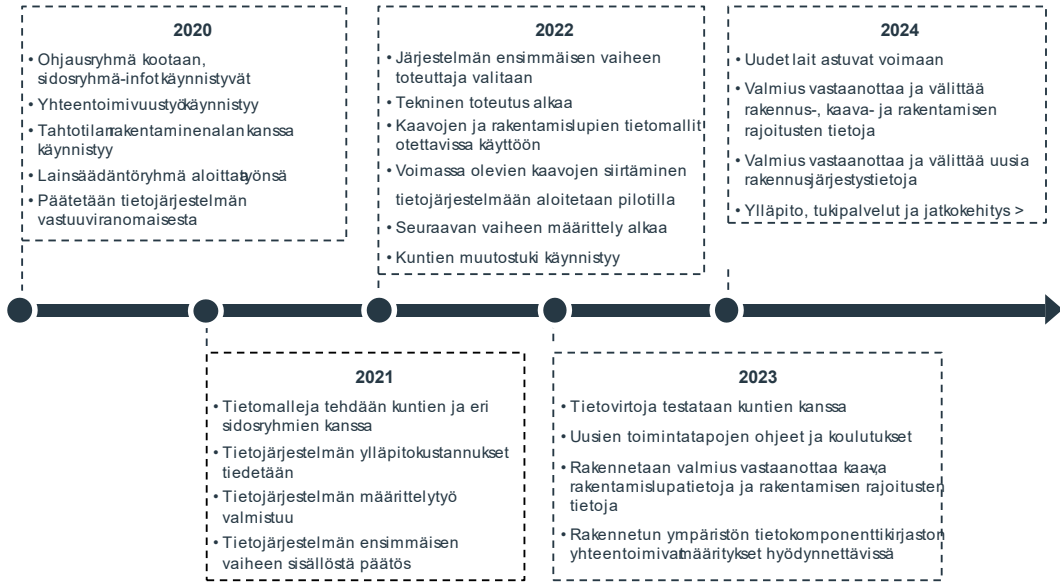 2020
• Ohjausryhmä kootaan,
sidosryhmä-infot käynnistyvät
• Yhteentoimivuustyö käynnistyy
• Tahtotilan rakentaminen alan kanssa
käynnistyy
• Lainsäädäntöryhmä aloittaa työnsä
• Päätetään tietojärjestelmän
vastuuviranomaisesta
2022
• Järjestelmän ensimmäisen vaiheen
toteuttaja valitaan
• Tekninen toteutus alkaa
• Kaavojen ja rakentamislupien tietomallit
otettavissa käyttöön
• Voimassa olevien kaavojen siirtäminen
tietojärjestelmään aloitetaan pilotilla
• Seuraavan vaiheen määrittely alkaa
• Kuntien muutostuki käynnistyy
2024
• Uudet lait astuvat voimaan
• Valmius vastaanottaa ja välittää
rakennus-, kaava- ja rakentamisen
rajoitusten tietoja
• Valmius vastaanottaa ja välittää uusia
rakennusjärjestystietoja
• Ylläpito, tukipalvelut ja jatkokehitys >
2021
• Tietomalleja tehdään kuntien ja eri
sidosryhmien kanssa
• Tietojärjestelmän ylläpitokustannukset
tiedetään
• Tietojärjestelmän määrittelytyö
valmistuu
• Tietojärjestelmän ensimmäisen
vaiheen sisällöstä päätös
2023
• Tietovirtoja testataan kuntien kanssa
• Uusien toimintatapojen ohjeet ja koulutukset
• Rakennetaan valmius vastaanottaa kaava,
rakentamislupatietoja ja rakentamisen rajoitusten
tietoja
• Rakennetun ympäristön tietokomponenttikirjaston
yhteentoimivat määritykset hyödynnettävissä